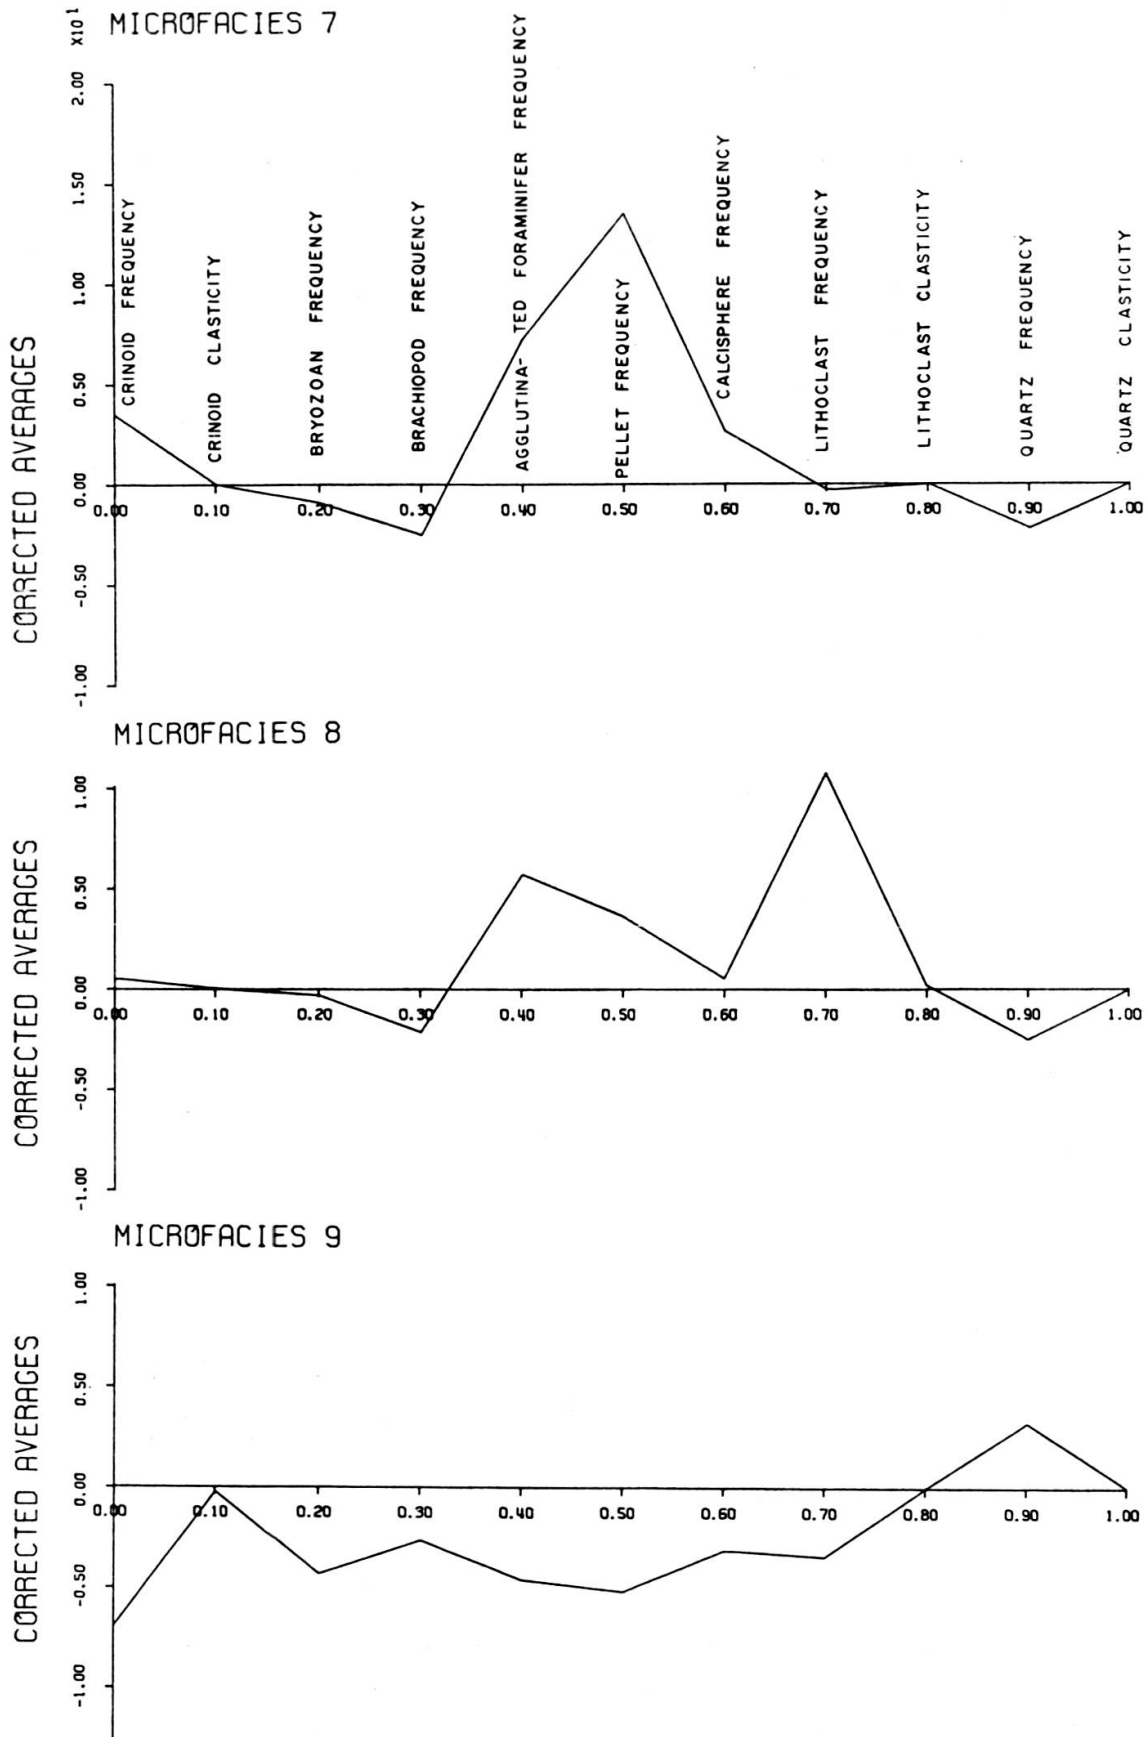 MICROFACIES 7
x10¹
2.00
1.50
1.00
0.50
0.00
-0.50
-1.00
CORRECTED AVERAGES
CRINOID FREQUENCY
CRINOID CLASTICITY
BRYOZOAN FREQUENCY
BRACHIOPOD FREQUENCY
AGGLUTINA- TED FORAMINIFER FREQUENCY
PELLET FREQUENCY
CALCISPHERE FREQUENCY
LITHOCLAST FREQUENCY
LITHOCLAST CLASTICITY
QUARTZ FREQUENCY
QUARTZ CLASTICITY
0.00 0.10 0.20 0.30 0.40 0.50 0.60 0.70 0.80 0.90 1.00
MICROFACIES 8
1.00
0.50
0.00
-0.50
-1.00
CORRECTED AVERAGES
0.00 0.10 0.20 0.30 0.40 0.50 0.60 0.70 0.80 0.90 1.00
MICROFACIES 9
1.00
0.50
0.00
-0.50
-1.00
CORRECTED AVERAGES
0.00 0.10 0.20 0.30 0.40 0.50 0.60 0.70 0.80 0.90 1.00